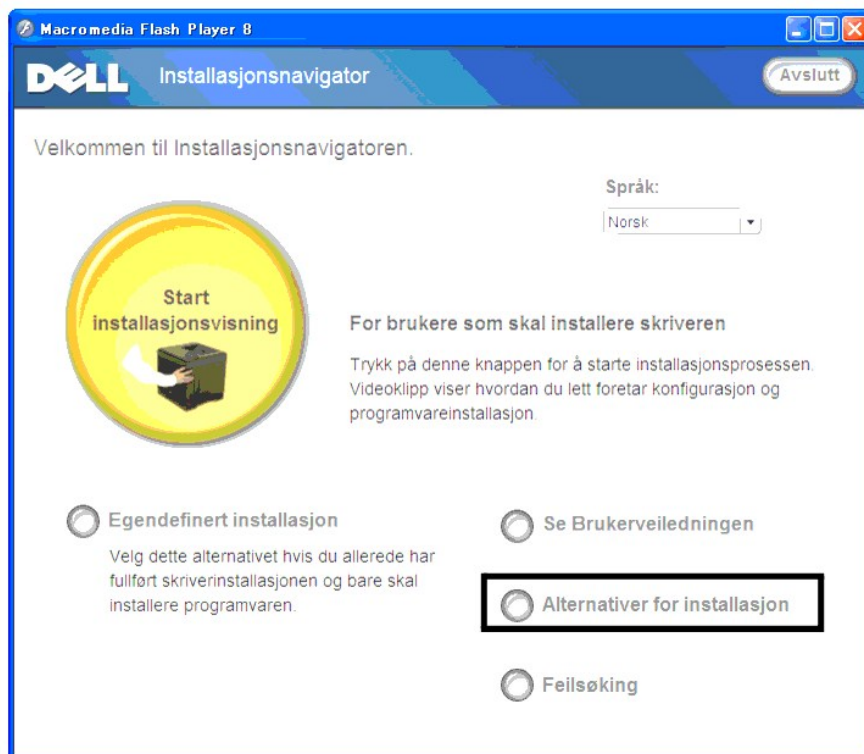 Macromedia Flash Player 8
DELL Installasjonsnavigator
Avslutt
Velkommen til Installasjonsnavigatoren.
Språk:
Norsk
Start
installasjonsvisning
For brukere som skal installere skriveren
Trykk på denne knappen for å starte installasjonsprosessen.
Videoklipp viser hvordan du lett foretar konfigurasjon og
programvareinstallasjon.
Egendefinert installasjon
Velg dette alternativet hvis du allerede har
fullført skriverinstallasjonen og bare skal
installere programvaren.
Se Brukerveiledningen
Alternativer for installasjon
Feilsøking